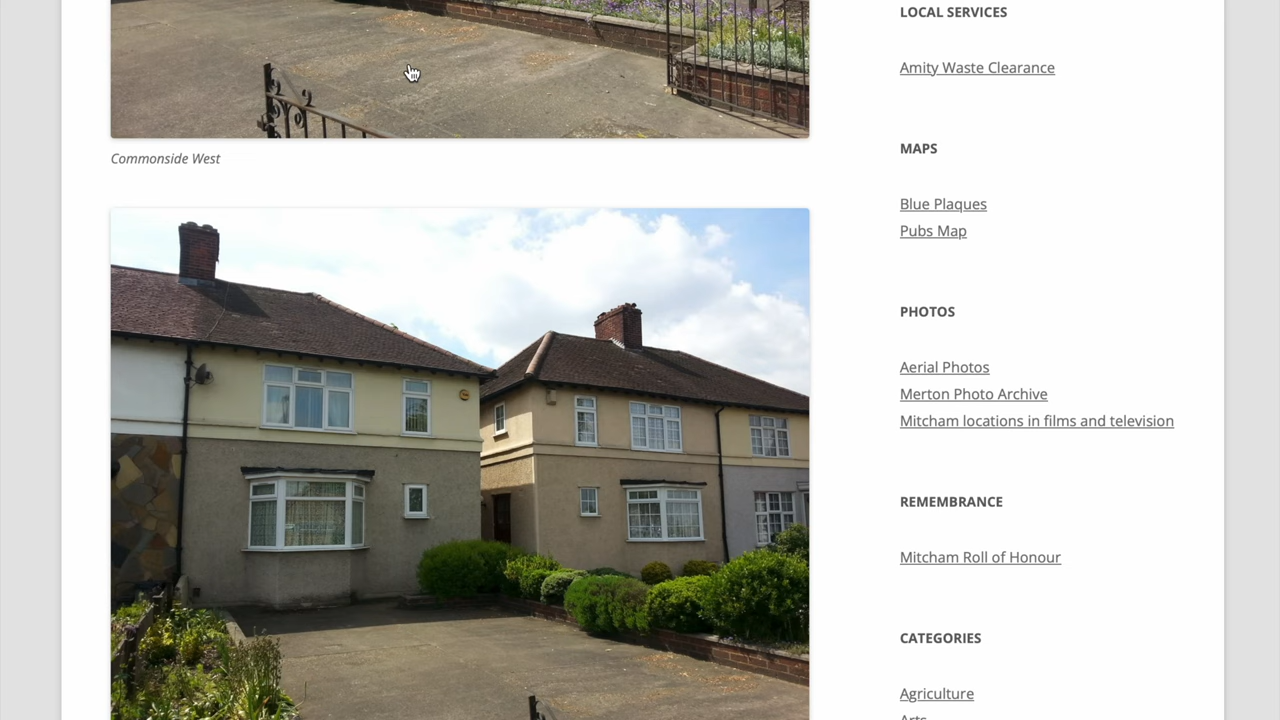 Commonside West
LOCAL SERVICES
Amity Waste Clearance
MAPS
Blue Plaques
Pubs Map
PHOTOS
Aerial Photos
Merton Photo Archive
Mitcham locations in films and television
REMEMBRANCE
Mitcham Roll of Honour
CATEGORIES
Agriculture
Arts